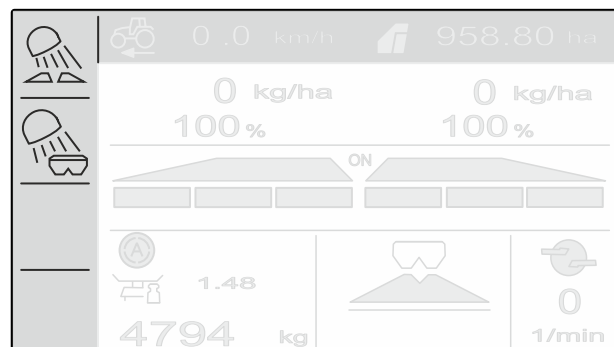 0.0 km/h 958.80 ha
0 kg/ha 0 kg/ha
100 % 100 %
ON
A
1.48
0
4794 kg 1/min